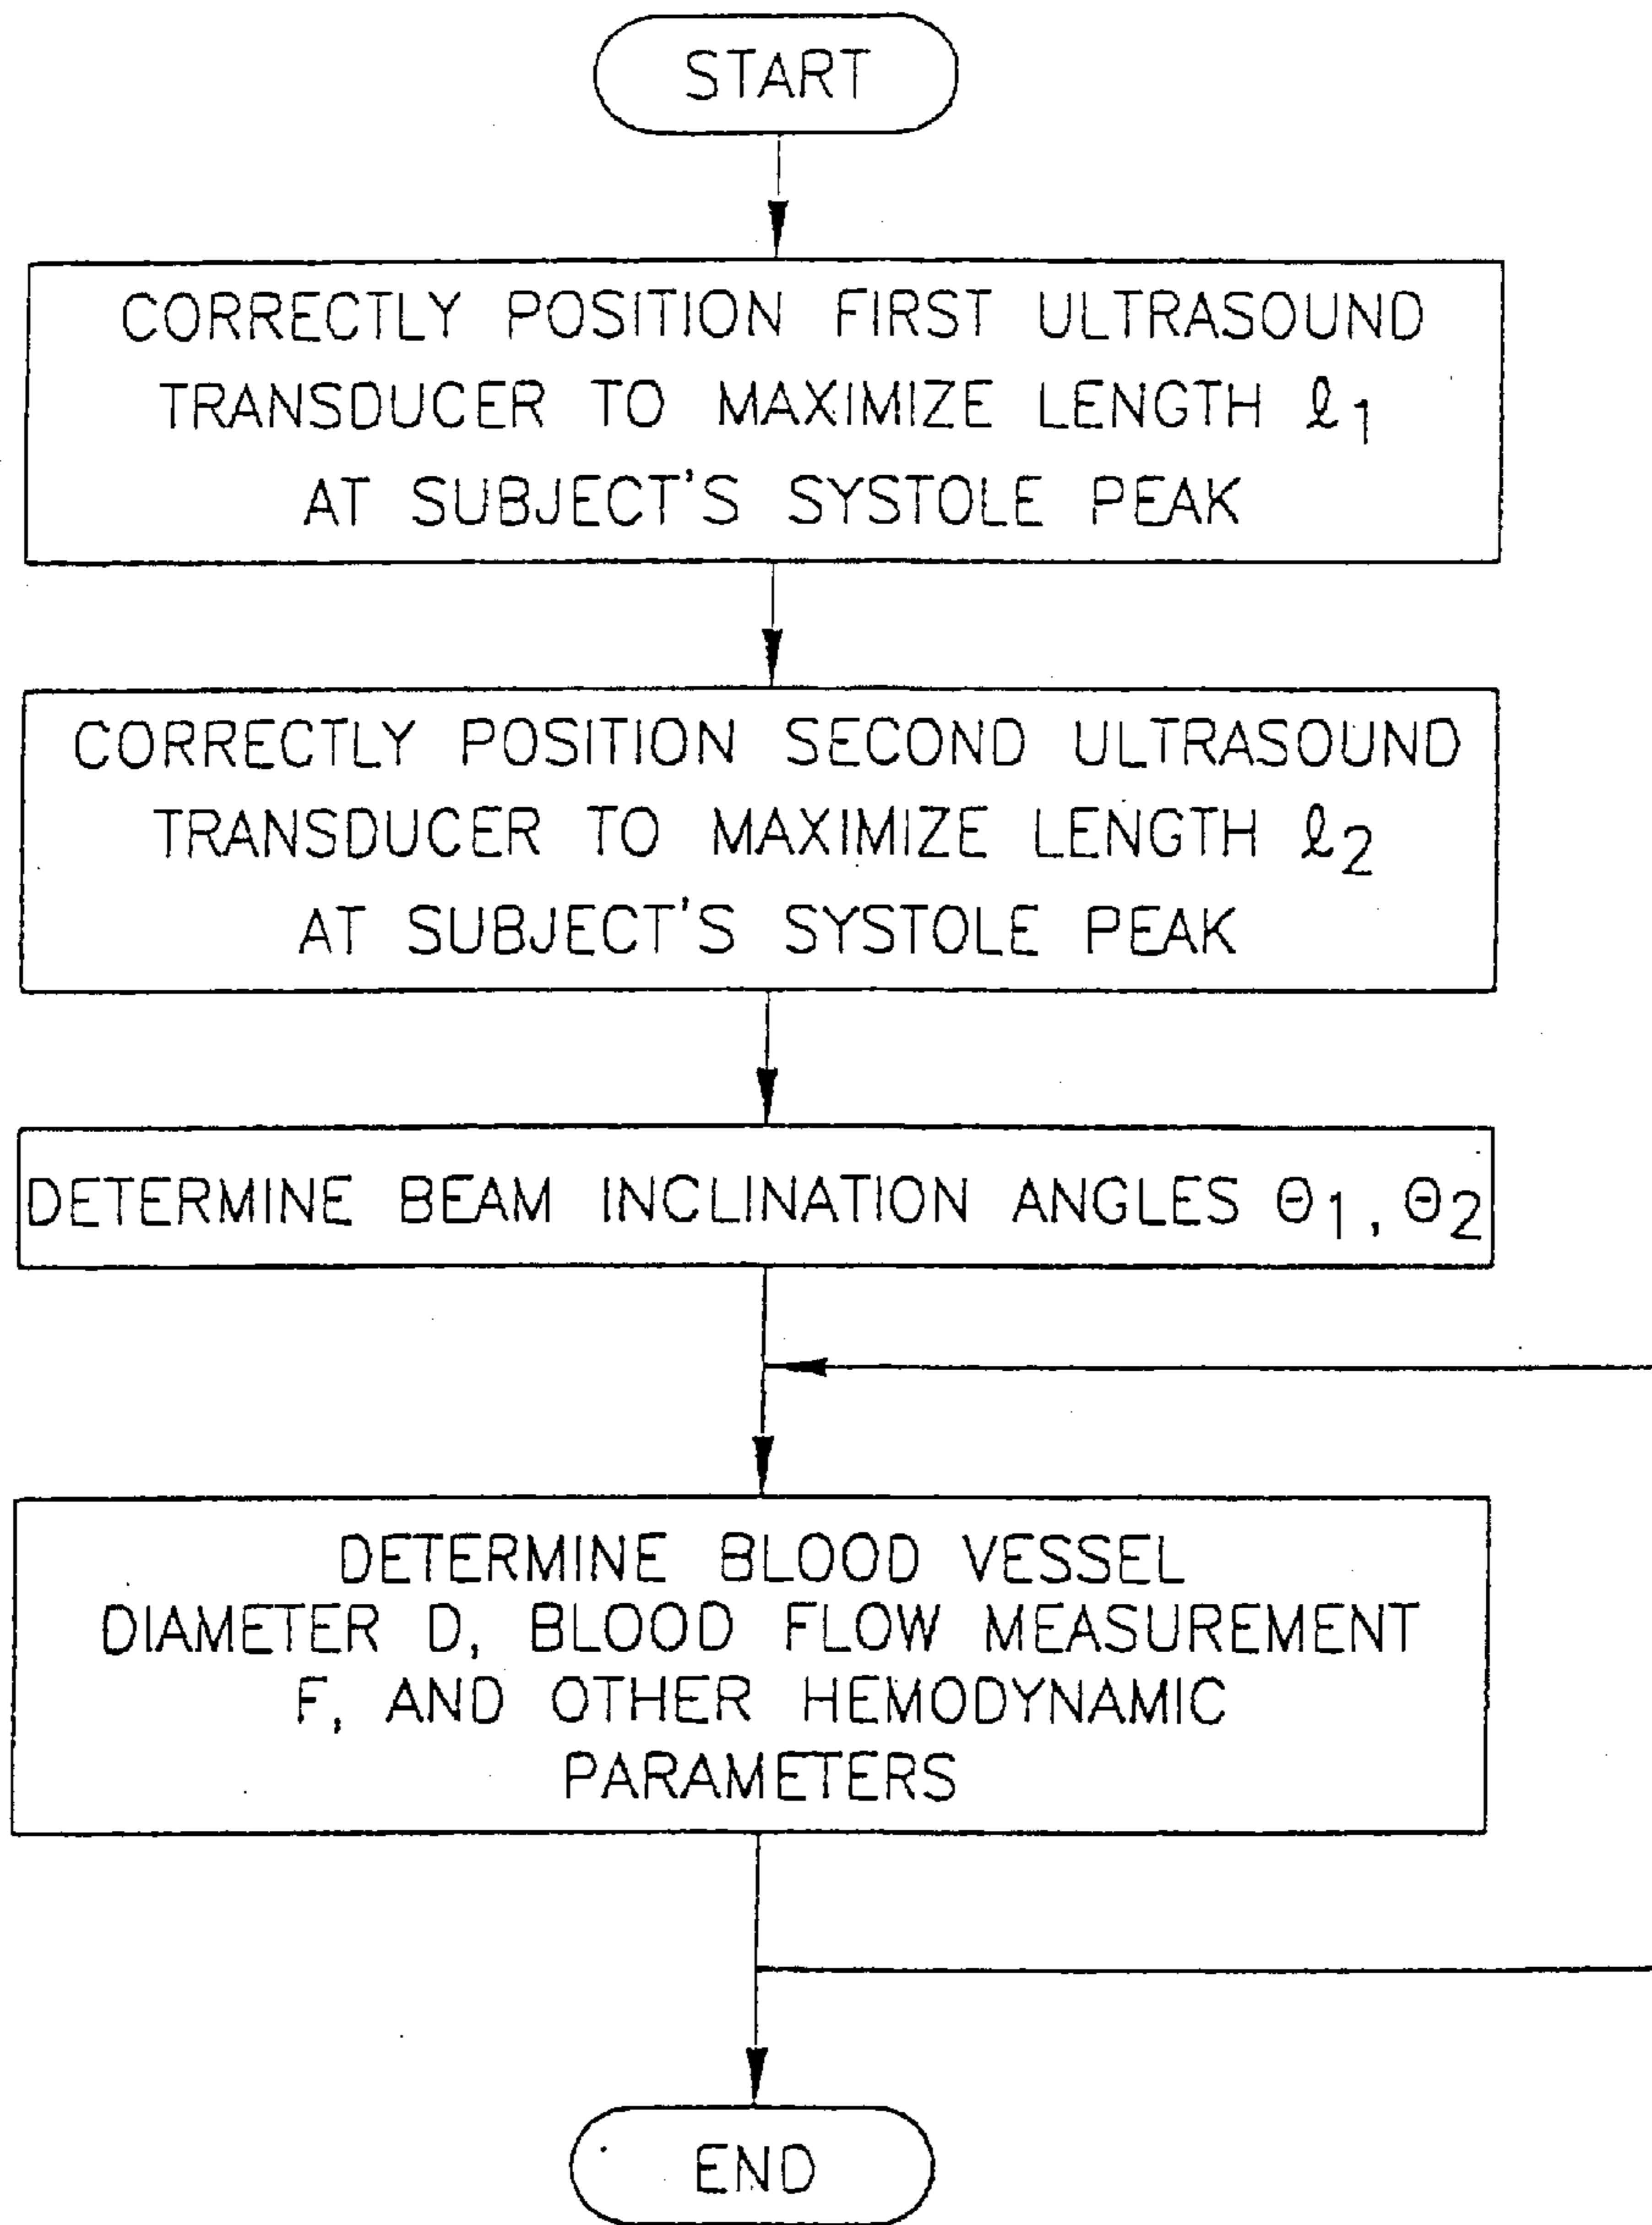 START
CORRECTLY POSITION FIRST ULTRASOUND
TRANSDUCER TO MAXIMIZE LENGTH ℓ1
AT SUBJECT'S SYSTOLE PEAK
CORRECTLY POSITION SECOND ULTRASOUND
TRANSDUCER TO MAXIMIZE LENGTH ℓ2
AT SUBJECT'S SYSTOLE PEAK
DETERMINE BEAM INCLINATION ANGLES Θ1, Θ2
DETERMINE BLOOD VESSEL
DIAMETER D, BLOOD FLOW MEASUREMENT
F, AND OTHER HEMODYNAMIC
PARAMETERS
END